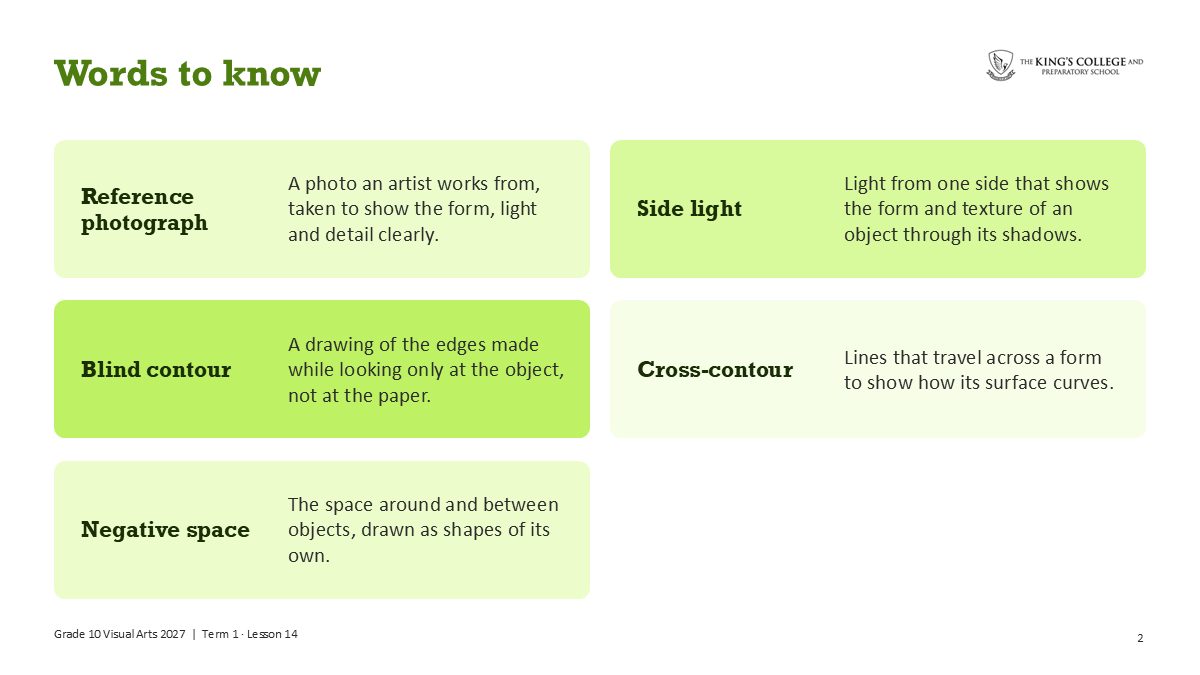 Words to know
THE KING'S COLLEGE AND
PREPARATORY SCHOOL
Reference
photograph
A photo an artist works from,
taken to show the form, light
and detail clearly.
Side light
Light from one side that shows
the form and texture of an
object through its shadows.
Blind contour
A drawing of the edges made
while looking only at the object,
not at the paper.
Cross-contour
Lines that travel across a form
to show how its surface curves.
Negative space
The space around and between
objects, drawn as shapes of its
own.
Grade 10 Visual Arts 2027 | Term 1 · Lesson 14
2